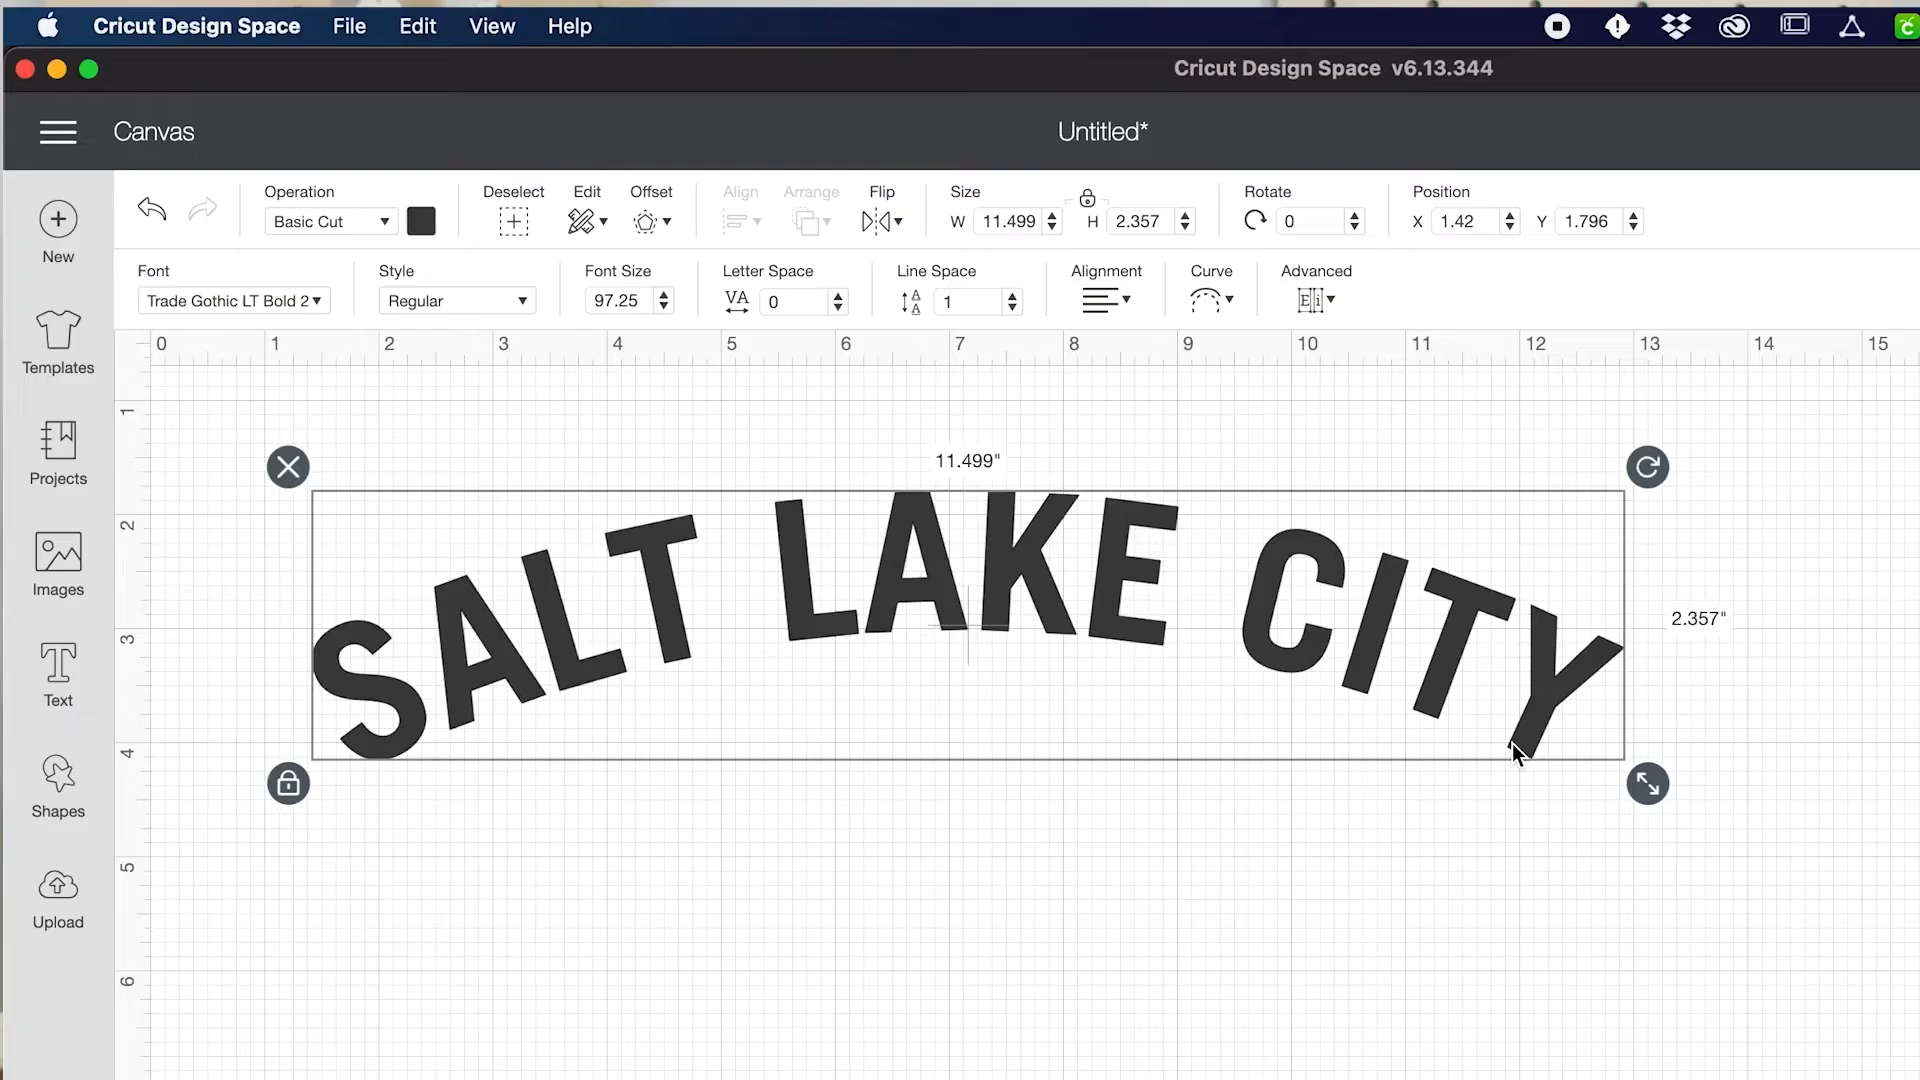 Cricut Design Space File Edit View Help
Cricut Design Space v6.13.344
Canvas Untitled*
Operation Deselect Edit Offset Align Arrange Flip Size Rotate Position
Basic Cut W 11.499 H 2.357 0 X 1.42 Y 1.796
Font Style Font Size Letter Space Line Space Alignment Curve Advanced
Trade Gothic LT Bold 2 Regular 97.25 VA 0 1
0 1 2 3 4 5 6 7 8 9 10 11 12 13 14 15
1
2
3
4
5
6
New
Templates
Projects
Images
Text
Shapes
Upload
11.499"
SALT LAKE CITY
2.357"